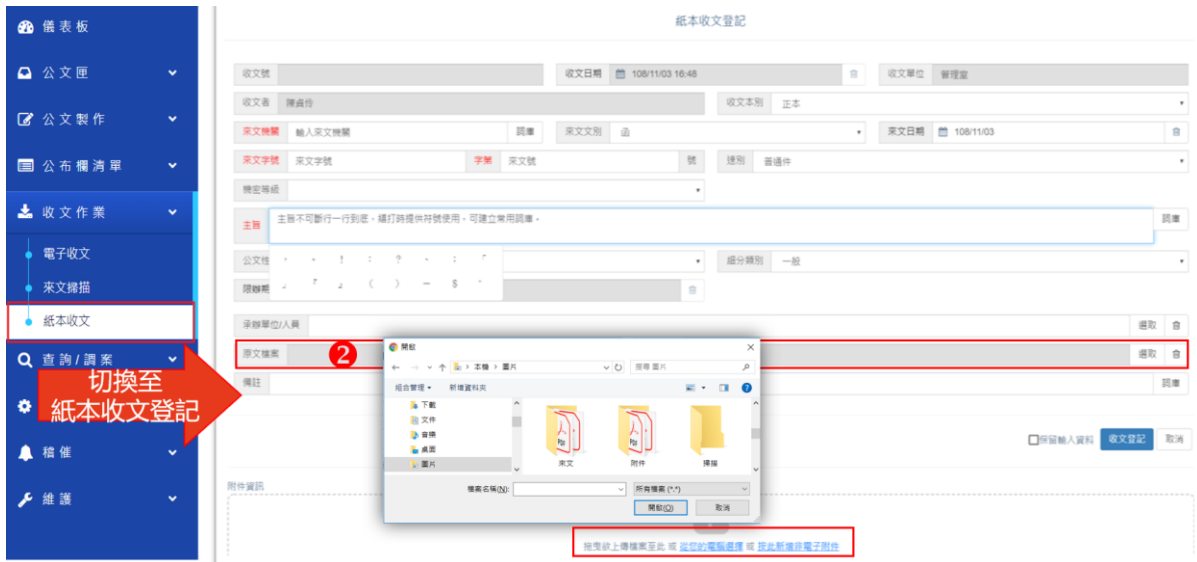 儀表板
公文匣
公文製作
公布欄清單
收文作業
電子收文
來文掃描
紙本收文
查詢/調案
切換至
紙本收文登記
稽催
維護
紙本收文登記
收文號 收文日期 108/11/03 16:48 收文單位 管理室
收文者 陳貞伶 收文本別 正本
來文機關 輸入來文機關 詞庫 來文文別 函 來文日期 108/11/03
來文字號 來文字號 字第 來文號 號 速別 普通件
機密等級
主旨 主旨不可斷行一行到底。繕打時提供符號使用,可建立常用詞庫。 詞庫
公文性 細分類別 一般
， 。 ！ ： ？ 、 ； 「
」 『 』 （ ） — $
限辦期
承辦單位/人員 選取
原文檔案 2 選取
備註 詞庫
開啟
本機 › 圖片 搜尋 圖片
組合管理 新增資料夾
下載
文件
音樂
桌面
圖片
來文 附件 掃描
檔案名稱(N): 所有檔案 (*.*)
開啟(O) 取消
保留輸入資料 收文登記 取消
附件資訊
拖曳欲上傳檔案至此 或 從您的電腦選擇 或 按此新增非電子附件